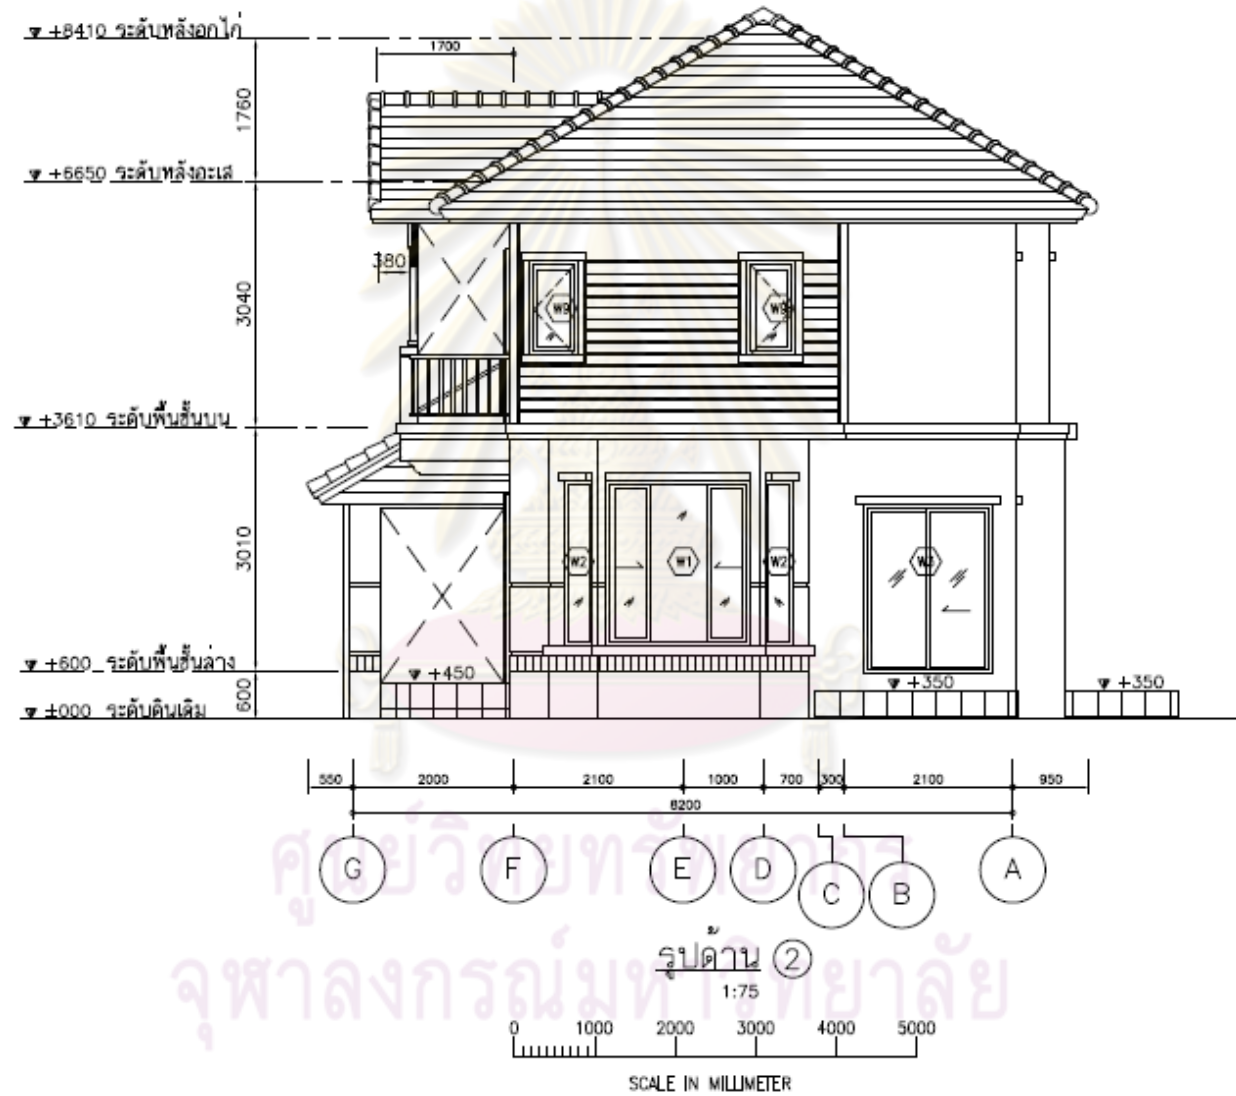 +8410 ระดับหลังอกไก่
1700
1760
+6650 ระดับหลังอะเส
380
W9
W9
3040
+3610 ระดับพื้นชั้นบน
3010
W2
W1
W2
W3
+600 ระดับพื้นชั้นล่าง
+450
+350
+350
600
±000 ระดับดินเดิม
550 2000 2100 1000 700 300 2100 950
8200
G F E D C B A
ศูนย์วิทยทรัพยากร
จุฬาลงกรณ์มหาวิทยาลัย
รูปด้าน 2
1:75
0 1000 2000 3000 4000 5000
SCALE IN MILLIMETER